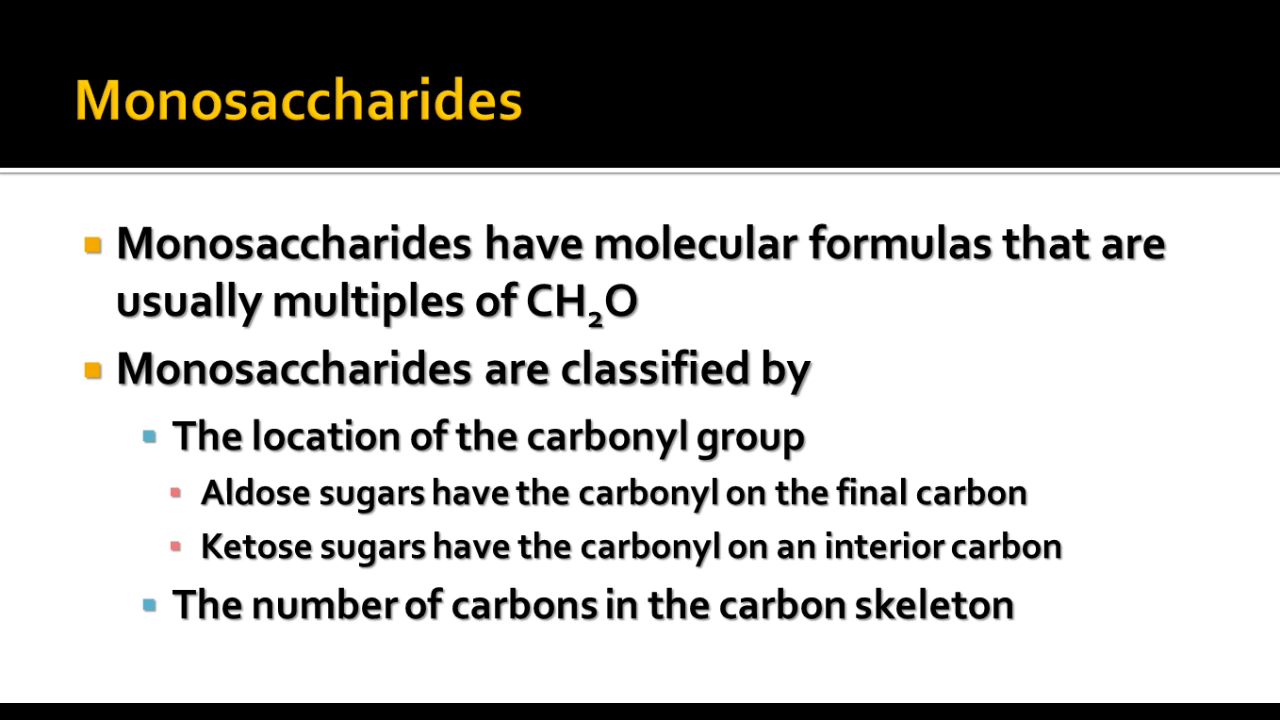 Monosaccharides
Monosaccharides have molecular formulas that are
usually multiples of CH₂O
Monosaccharides are classified by
The location of the carbonyl group
Aldose sugars have the carbonyl on the final carbon
Ketose sugars have the carbonyl on an interior carbon
The number of carbons in the carbon skeleton